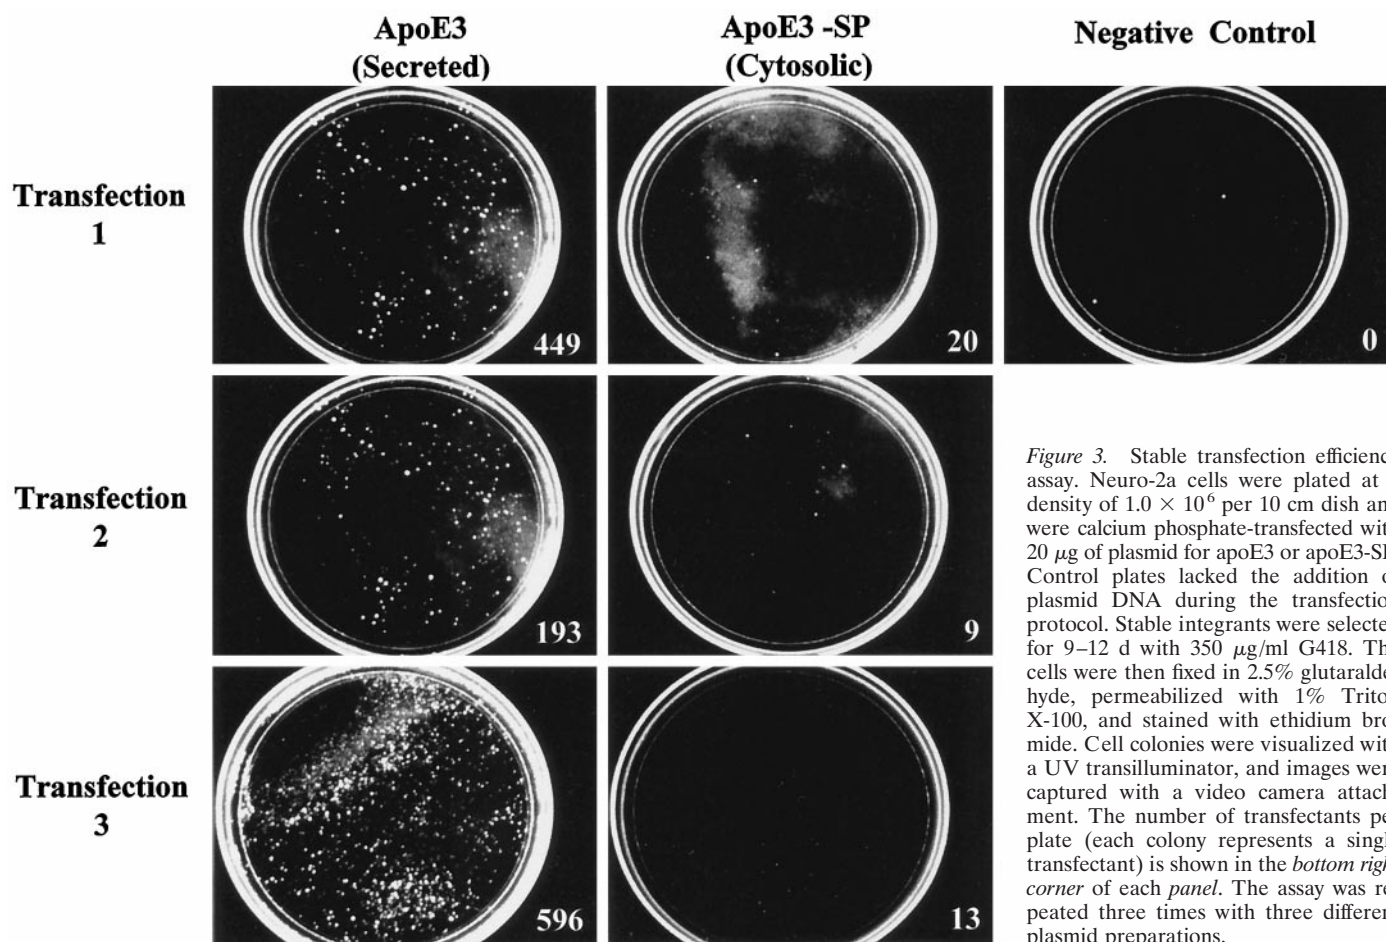 ApoE3
(Secreted)
ApoE3 -SP
(Cytosolic)
Negative Control
Transfection
1
449
20
0
Transfection
2
193
9
Transfection
3
596
13
Figure 3. Stable transfection efficienc
assay. Neuro-2a cells were plated at
density of 1.0 × 10⁶ per 10 cm dish an
were calcium phosphate-transfected wit
20 μg of plasmid for apoE3 or apoE3-S
Control plates lacked the addition o
plasmid DNA during the transfectio
protocol. Stable integrants were selecte
for 9–12 d with 350 μg/ml G418. Th
cells were then fixed in 2.5% glutaralde
hyde, permeabilized with 1% Trito
X-100, and stained with ethidium bro
mide. Cell colonies were visualized wit
a UV transilluminator, and images wer
captured with a video camera attach
ment. The number of transfectants pe
plate (each colony represents a singl
transfectant) is shown in the bottom righ
corner of each panel. The assay was re
peated three times with three differen
plasmid preparations.